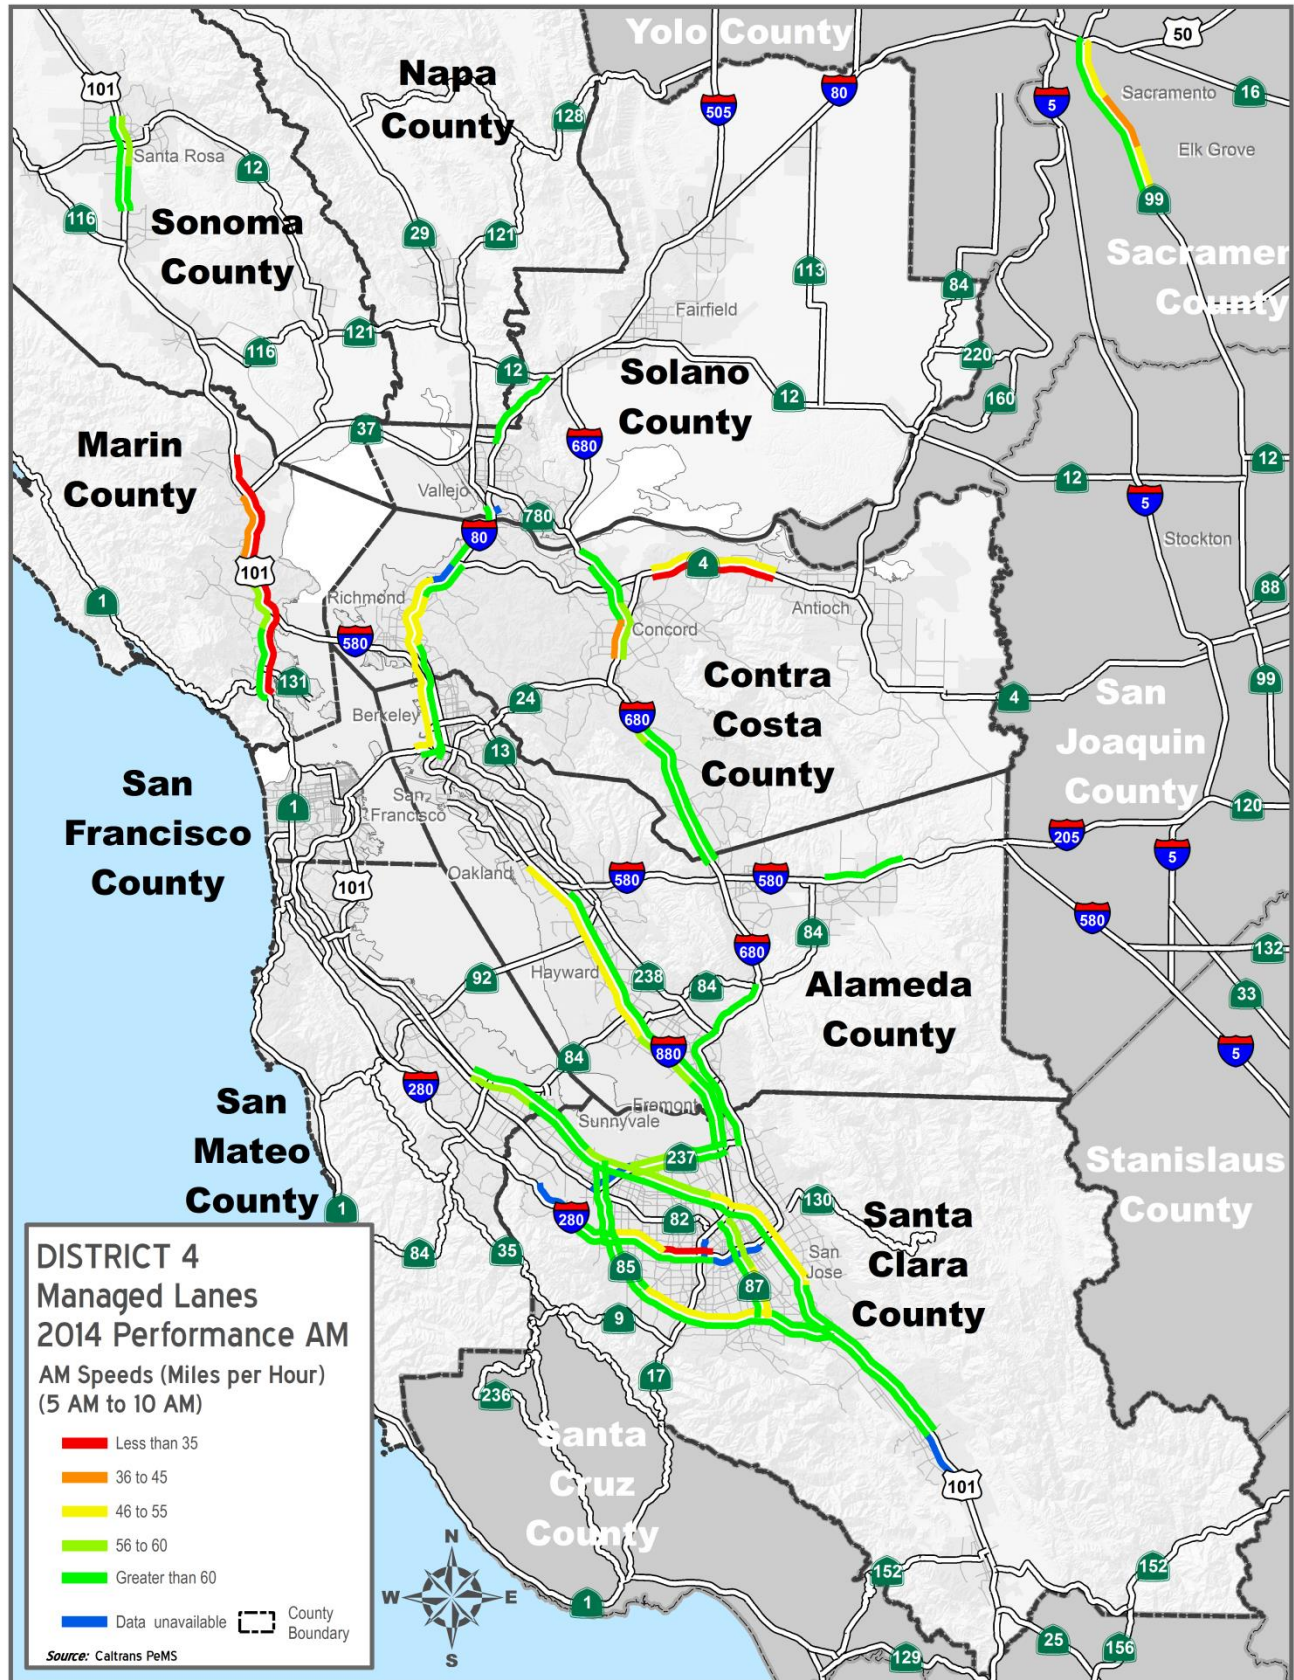 Yolo County
50
101
Napa
County
128
505
80
5
Sacramento
16
Santa Rosa
12
Elk Grove
116
Sonoma
County
29
121
99
Sacramen
County
113
84
Fairfield
121
116
220
12
Solano
County
12
160
37
Marin
County
680
12
12
Vallejo
5
780
80
Stockton
101
4
88
1
Richmond
Antioch
580
Concord
131
Contra
Costa
County
99
24
4
San
Joaquin
County
Berkeley
680
13
San
Francisco
County
1
San
Francisco
120
205
5
Oakland
101
580
580
580
84
680
132
Hayward
92
238
84
Alameda
County
33
880
5
84
280
San
Mateo
County
Fremont
Sunnyvale
237
Stanislaus
County
130
1
280
82
Santa
Clara
County
84
35
85
San
Jose
87
9
17
236
Santa
Cruz
County
101
152
152
1
25
156
129
DISTRICT 4
Managed Lanes
2014 Performance AM
AM Speeds (Miles per Hour)
(5 AM to 10 AM)
Less than 35
36 to 45
46 to 55
56 to 60
Greater than 60
Data unavailable
County
Boundary
Source: Caltrans PeMS
N
W
E
S